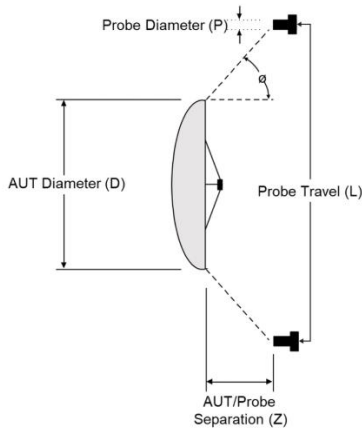 Probe Diameter (P)
ø
AUT Diameter (D)
Probe Travel (L)
AUT/Probe
Separation (Z)